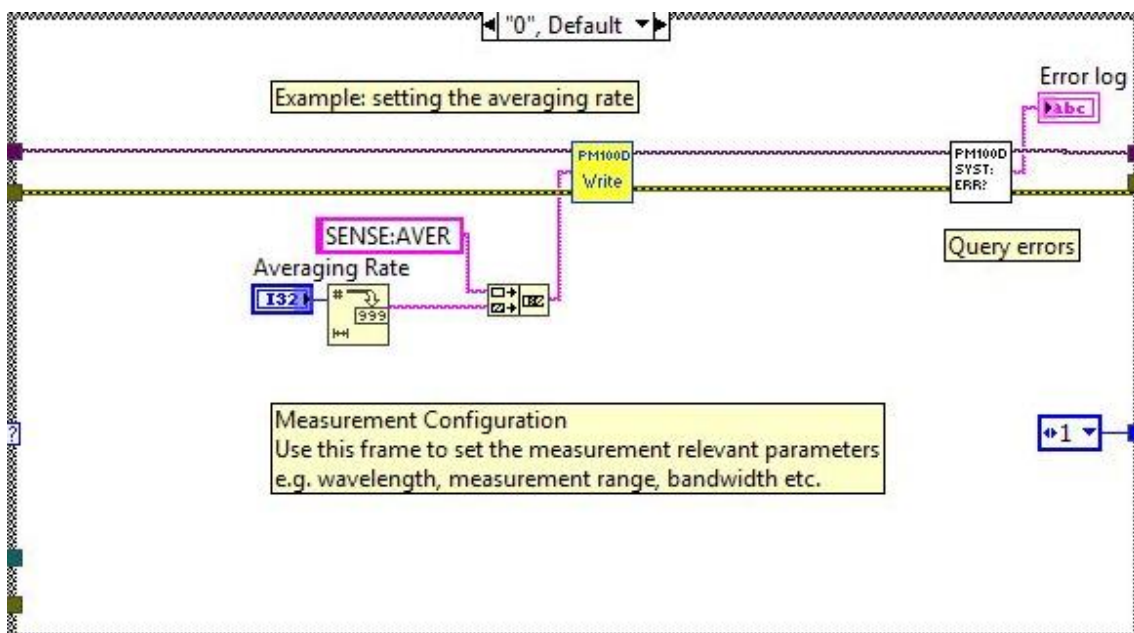 "0", Default
Error log
abc
Example: setting the averaging rate
PM100D
Write
PM100D
SYST:
ERR?
SENSE:AVER
Query errors
Averaging Rate
I32
#
999
Measurement Configuration
Use this frame to set the measurement relevant parameters
e.g. wavelength, measurement range, bandwidth etc.
?
1